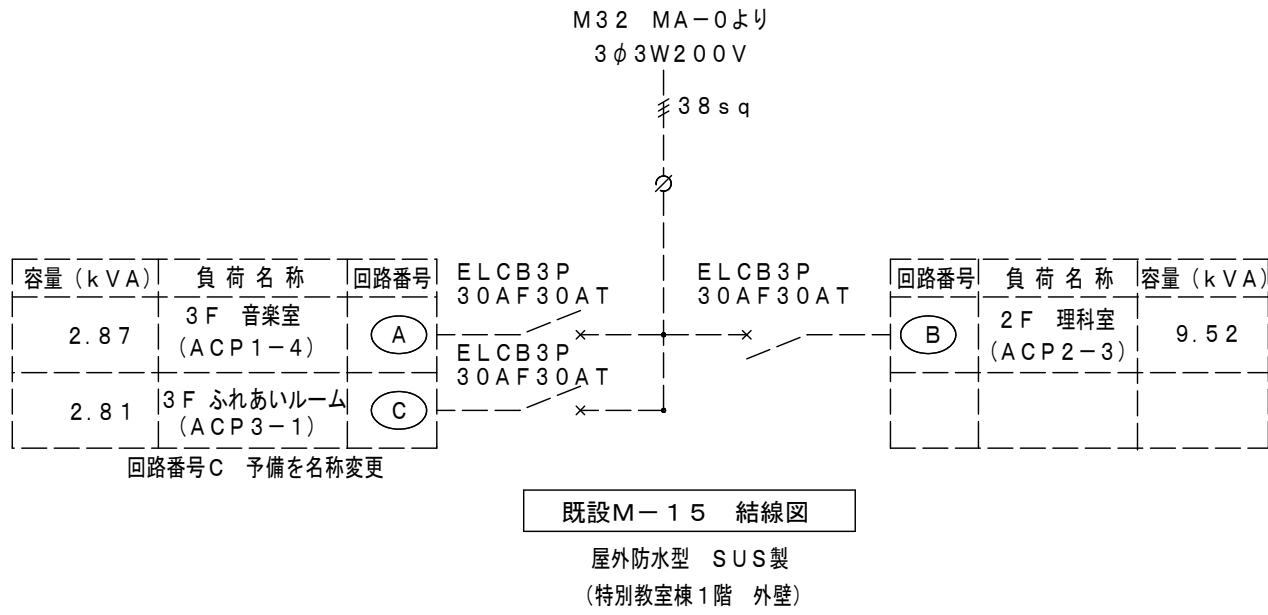 M32 MA-0より
3φ3W200V
38sq
容量(kVA) 負荷名称 回路番号
2.87 3F 音楽室 (ACP1-4) A
2.81 3F ふれあいルーム (ACP3-1) C
回路番号C 予備を名称変更
ELCB3P
30AF30AT
ELCB3P
30AF30AT
ELCB3P
30AF30AT
回路番号 負荷名称 容量(kVA)
B 2F 理科室 (ACP2-3) 9.52
既設M-15 結線図
屋外防水型 SUS製
(特別教室棟1階 外壁)